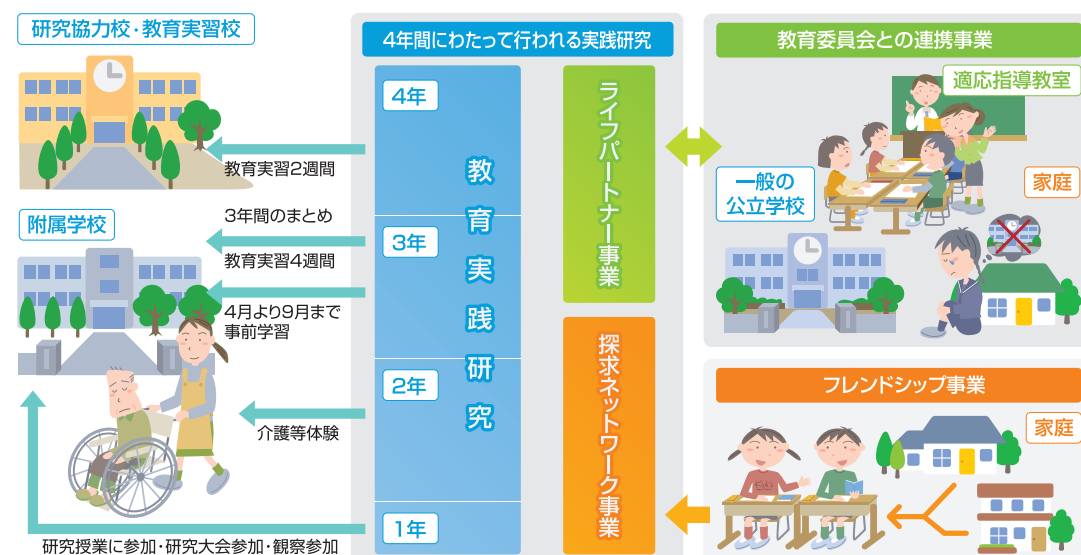 研究協力校・教育実習校
教育実習2週間
附属学校
3年間のまとめ
教育実習4週間
4月より9月まで
事前学習
介護等体験
研究授業に参加・研究大会参加・観察参加
4年間にわたって行われる実践研究
4年
3年
2年
1年
教育実践研究
ライフパートナー事業
探求ネットワーク事業
教育委員会との連携事業
適応指導教室
一般の
公立学校
家庭
フレンドシップ事業
家庭